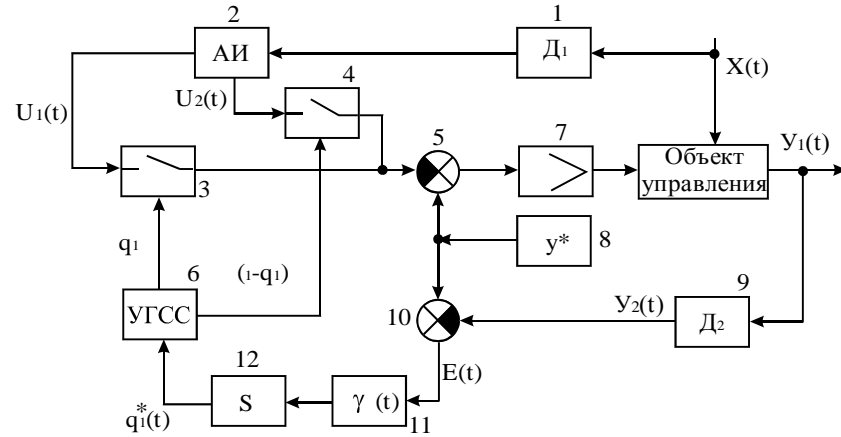 2
1
АИ
Д₁
X(t)
U₁(t)
U₂(t)
4
5
7
3
Объект
управления
У₁(t)
q₁
(₁-q₁)
6
УГСС
y*
8
9
10
У₂(t)
Д₂
12
E(t)
S
γ (t)
11
q₁*(t)